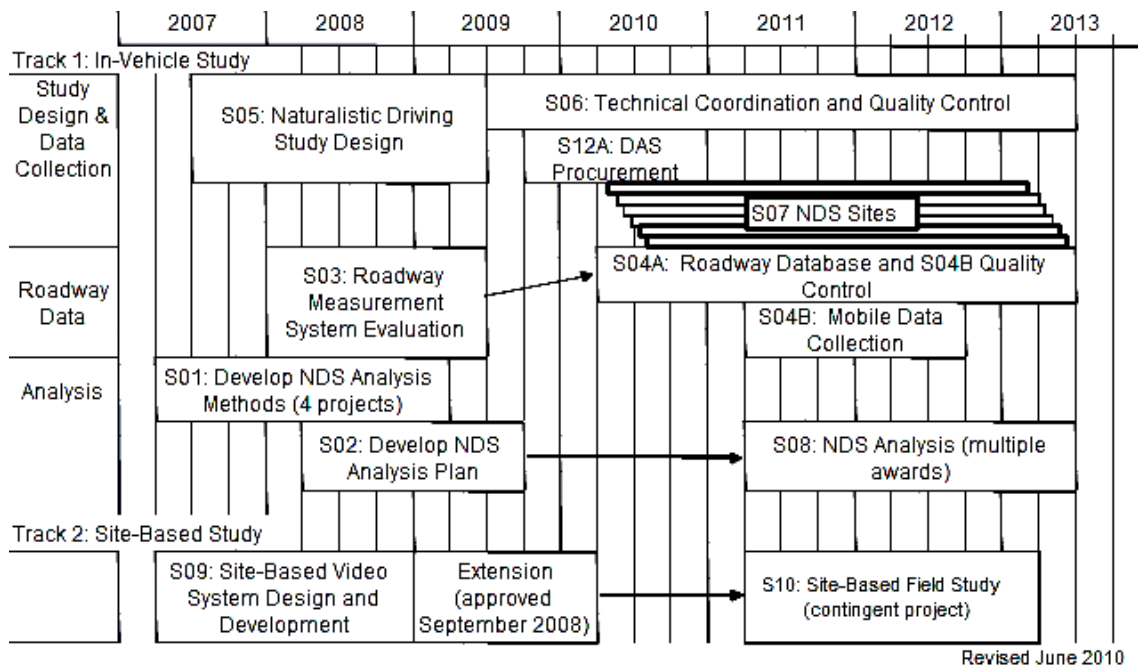 2007 2008 2009 2010 2011 2012 2013
Track 1: In-Vehicle Study
Study
Design &
Data
Collection
S05: Naturalistic Driving
Study Design
S06: Technical Coordination and Quality Control
S12A: DAS
Procurement
S07 NDS Sites
Roadway
Data
S03: Roadway
Measurement
System Evaluation
S04A: Roadway Database and S04B Quality
Control
S04B: Mobile Data
Collection
Analysis
S01: Develop NDS Analysis
Methods (4 projects)
S02: Develop NDS
Analysis Plan
S08: NDS Analysis (multiple
awards)
Track 2: Site-Based Study
S09: Site-Based Video
System Design and
Development
Extension
(approved
September 2008)
S10: Site-Based Field Study
(contingent project)
Revised June 2010